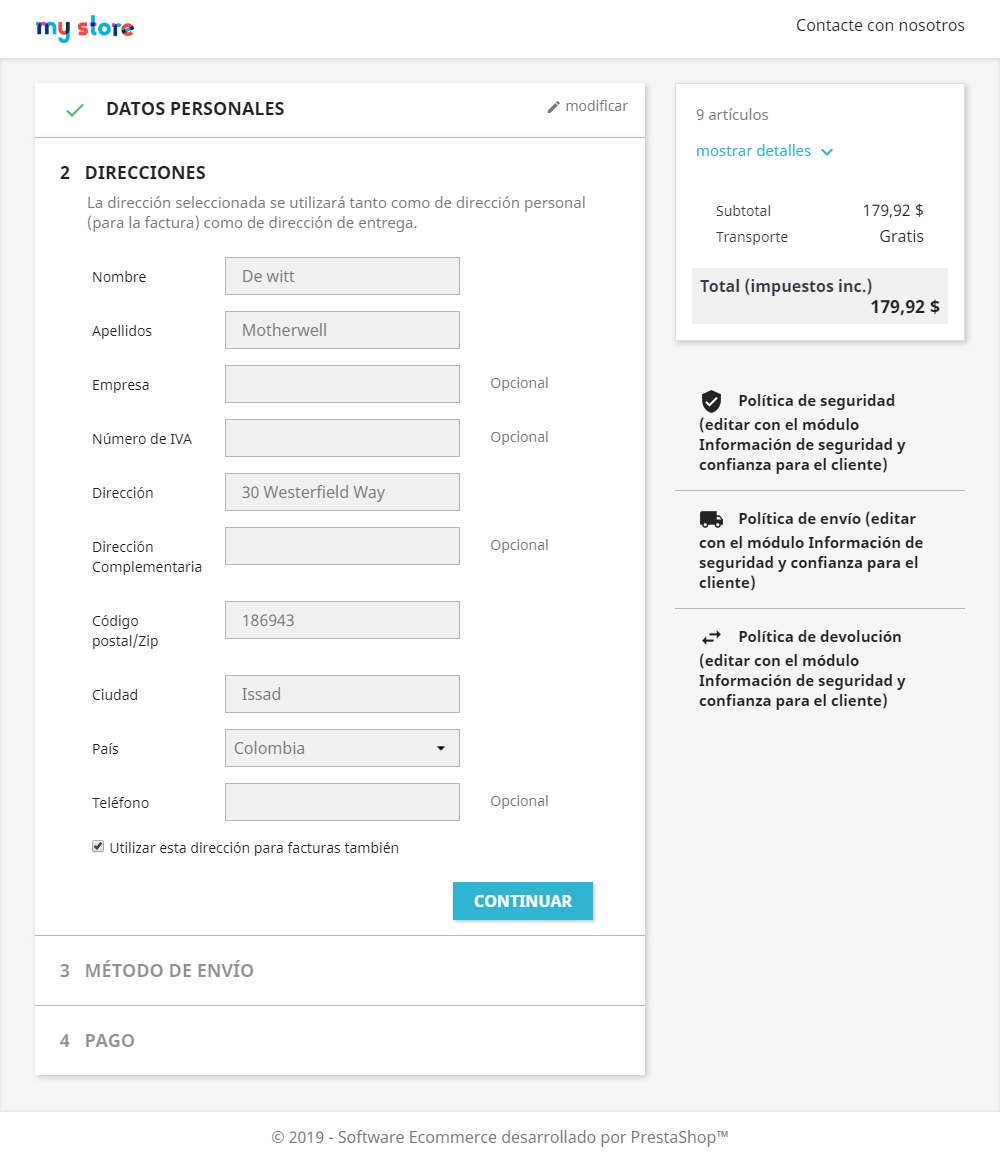 my store
Contacte con nosotros
DATOS PERSONALES
modificar
2 DIRECCIONES
La dirección seleccionada se utilizará tanto como de dirección personal
(para la factura) como de dirección de entrega.
Nombre
De witt
Apellidos
Motherwell
Empresa
Opcional
Número de IVA
Opcional
Dirección
30 Westerfield Way
Dirección
Complementaria
Opcional
Código
postal/Zip
186943
Ciudad
Issad
País
Colombia
Teléfono
Opcional
Utilizar esta dirección para facturas también
CONTINUAR
3 MÉTODO DE ENVÍO
4 PAGO
9 artículos
mostrar detalles
Subtotal 179,92 $
Transporte Gratis
Total (impuestos inc.)
179,92 $
Política de seguridad
(editar con el módulo
Información de seguridad y
confianza para el cliente)
Política de envío (editar
con el módulo Información de
seguridad y confianza para el
cliente)
Política de devolución
(editar con el módulo
Información de seguridad y
confianza para el cliente)
© 2019 - Software Ecommerce desarrollado por PrestaShop™